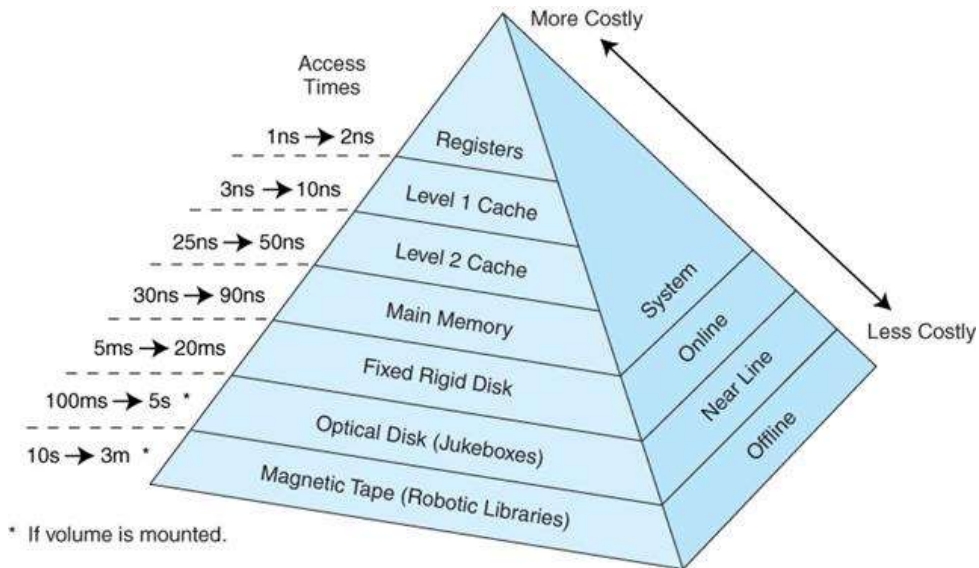 More Costly
Access
Times
1ns → 2ns
Registers
3ns → 10ns
Level 1 Cache
25ns → 50ns
Level 2 Cache
System
30ns → 90ns
Main Memory
Online
Less Costly
5ms → 20ms
Fixed Rigid Disk
Near Line
100ms → 5s *
Optical Disk (Jukeboxes)
Offline
10s → 3m *
Magnetic Tape (Robotic Libraries)
* If volume is mounted.